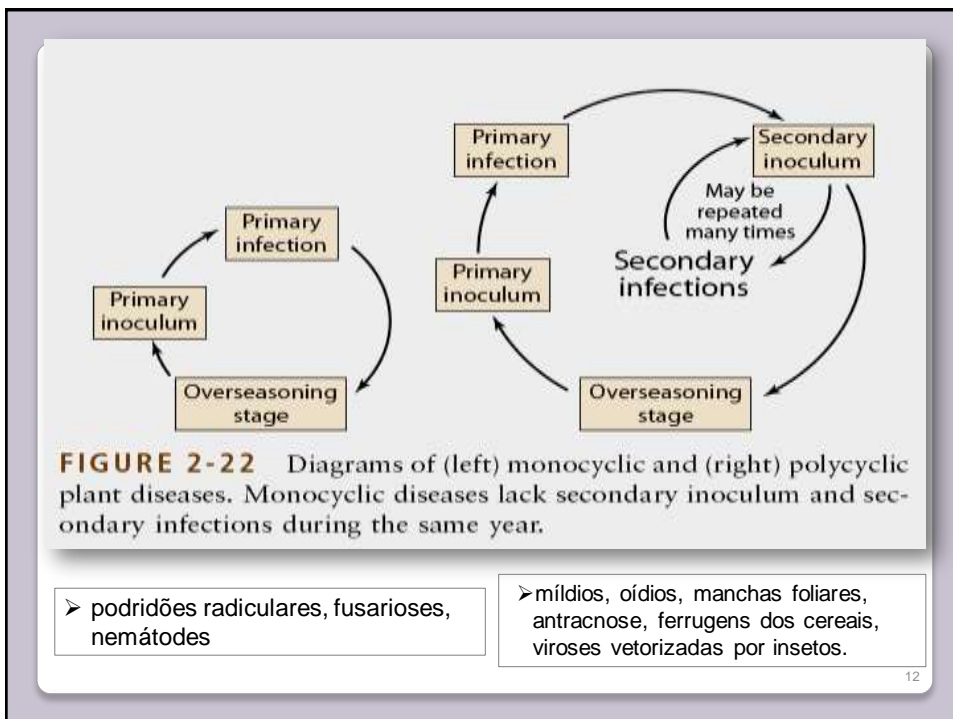 Primary
infection
Primary
inoculum
Overseasoning
stage
Primary
infection
Secondary
inoculum
May be
repeated
many times
Secondary
infections
Primary
inoculum
Overseasoning
stage
FIGURE 2-22 Diagrams of (left) monocyclic and (right) polycyclic
plant diseases. Monocyclic diseases lack secondary inoculum and sec-
ondary infections during the same year.
➢ podridões radiculares, fusarioses,
nemátodes
➢míldios, oídios, manchas foliares,
antracnose, ferrugens dos cereais,
viroses vetorizadas por insetos.
12